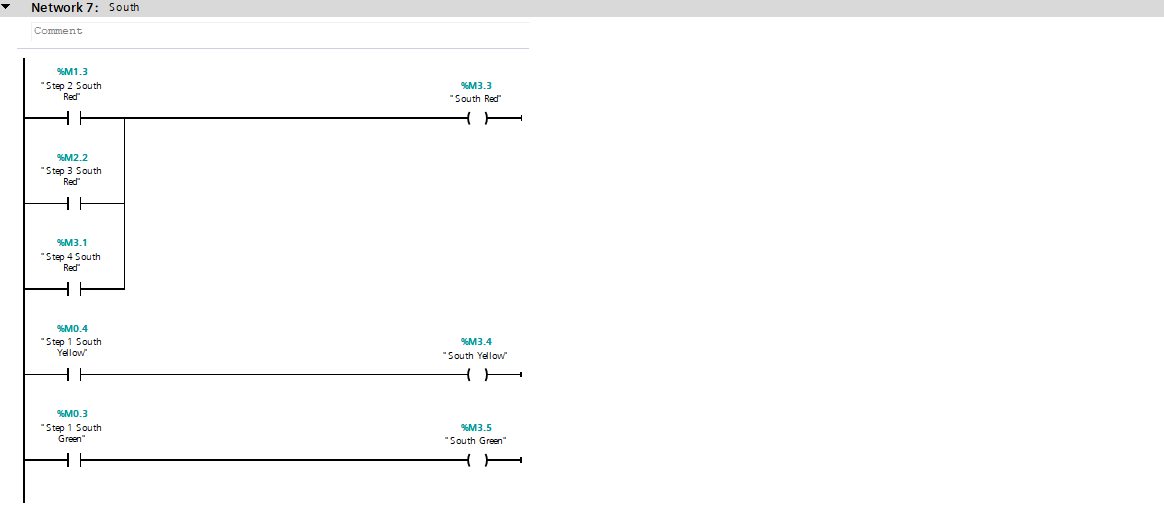 Network 7: South
Comment
%M1.3
"Step 2 South
Red"
%M3.3
"South Red"
%M2.2
"Step 3 South
Red"
%M3.1
"Step 4 South
Red"
%M0.4
"Step 1 South
Yellow"
%M3.4
"South Yellow"
%M0.3
"Step 1 South
Green"
%M3.5
"South Green"